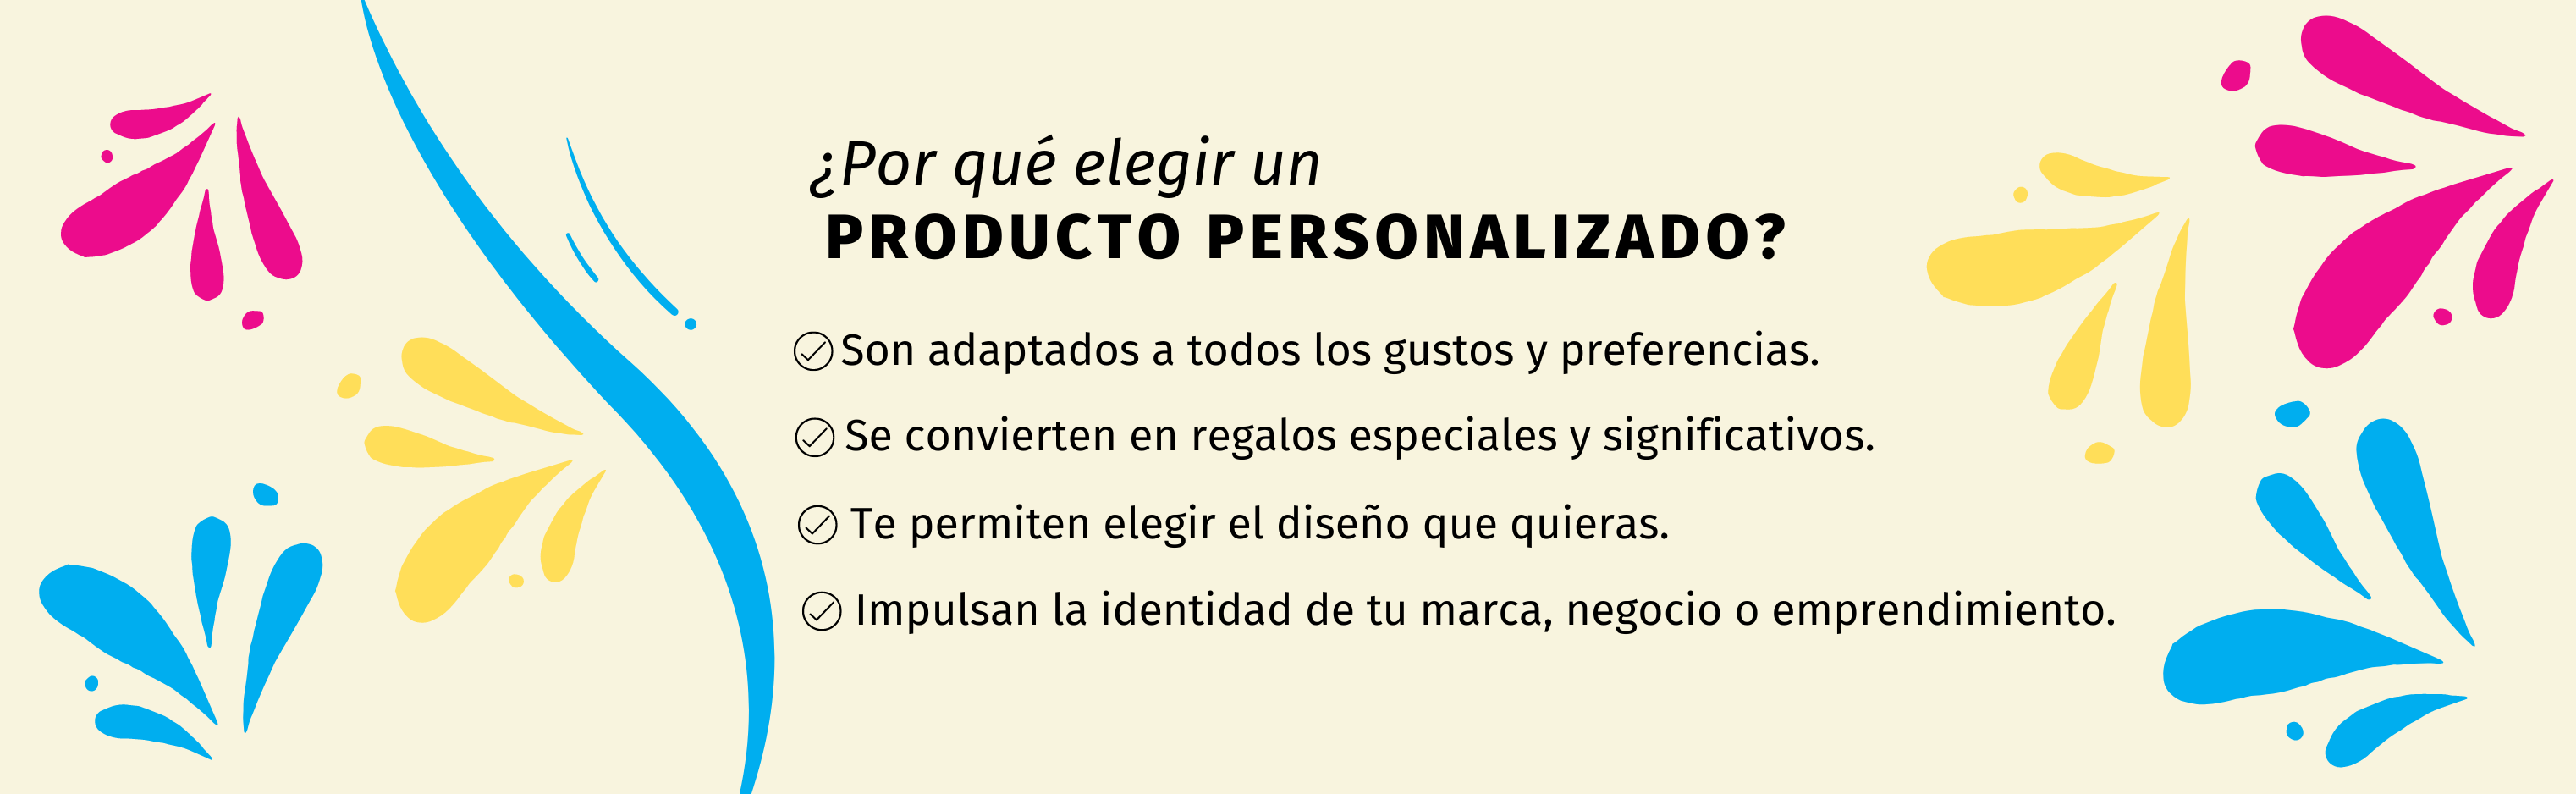 ¿Por qué elegir un
PRODUCTO PERSONALIZADO?
Son adaptados a todos los gustos y preferencias.
Se convierten en regalos especiales y significativos.
Te permiten elegir el diseño que quieras.
Impulsan la identidad de tu marca, negocio o emprendimiento.